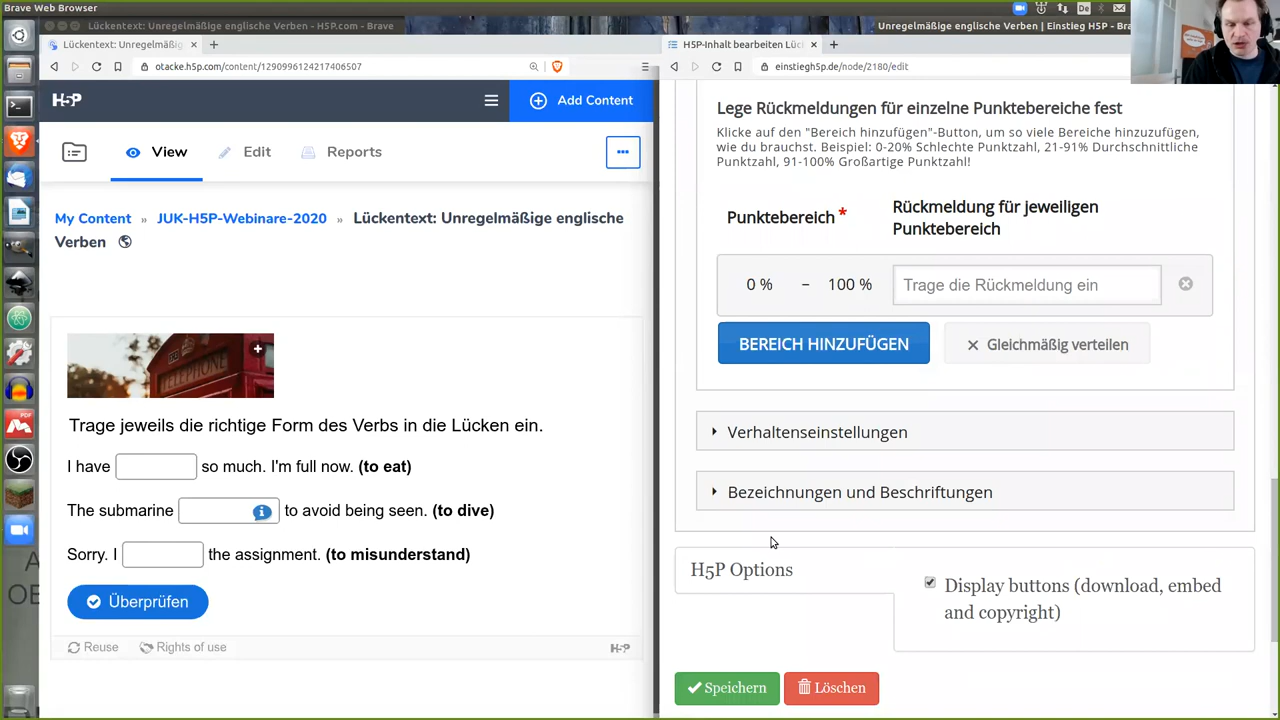 Brave Web Browser
De
Lückentext: Unregelmäßige englische Verben - H5P.com - Brave
Unregelmäßige englische Verben | Einstieg H5P - Bra
Lückentext: Unregelmäßig
H5P-Inhalt bearbeiten Lück
otacke.h5p.com/content/1290996124217406507
einstiegh5p.de/node/2180/edit
H5P
Add Content
View
Edit
Reports
My Content » JUK-H5P-Webinare-2020 » Lückentext: Unregelmäßige englische
Verben
TELEPHONE
Trage jeweils die richtige Form des Verbs in die Lücken ein.
I have so much. I'm full now. (to eat)
The submarine to avoid being seen. (to dive)
Sorry. I the assignment. (to misunderstand)
Überprüfen
Reuse
Rights of use
H5P
Lege Rückmeldungen für einzelne Punktebereiche fest
Klicke auf den "Bereich hinzufügen"-Button, um so viele Bereiche hinzuzufügen,
wie du brauchst. Beispiel: 0-20% Schlechte Punktzahl, 21-91% Durchschnittliche
Punktzahl, 91-100% Großartige Punktzahl!
Punktebereich *
Rückmeldung für jeweiligen
Punktebereich
0 % – 100 %
Trage die Rückmeldung ein
BEREICH HINZUFÜGEN
Gleichmäßig verteilen
Verhaltenseinstellungen
Bezeichnungen und Beschriftungen
H5P Options
Display buttons (download, embed
and copyright)
Speichern
Löschen